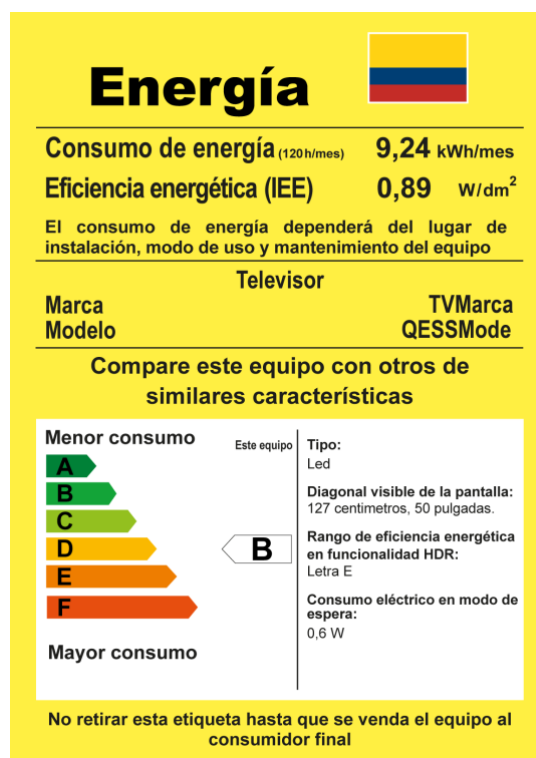 Energía
Consumo de energía (120h/mes) 9,24 kWh/mes
Eficiencia energética (IEE) 0,89 W/dm²
El consumo de energía dependerá del lugar de
instalación, modo de uso y mantenimiento del equipo
Televisor
Marca TVMarca
Modelo QESSMode
Compare este equipo con otros de
similares características
Menor consumo
Este equipo
A
B
C
D
E
F
B
Mayor consumo
Tipo:
Led
Diagonal visible de la pantalla:
127 centimetros, 50 pulgadas.
Rango de eficiencia energética
en funcionalidad HDR:
Letra E
Consumo eléctrico en modo de
espera:
0,6 W
No retirar esta etiqueta hasta que se venda el equipo al
consumidor final